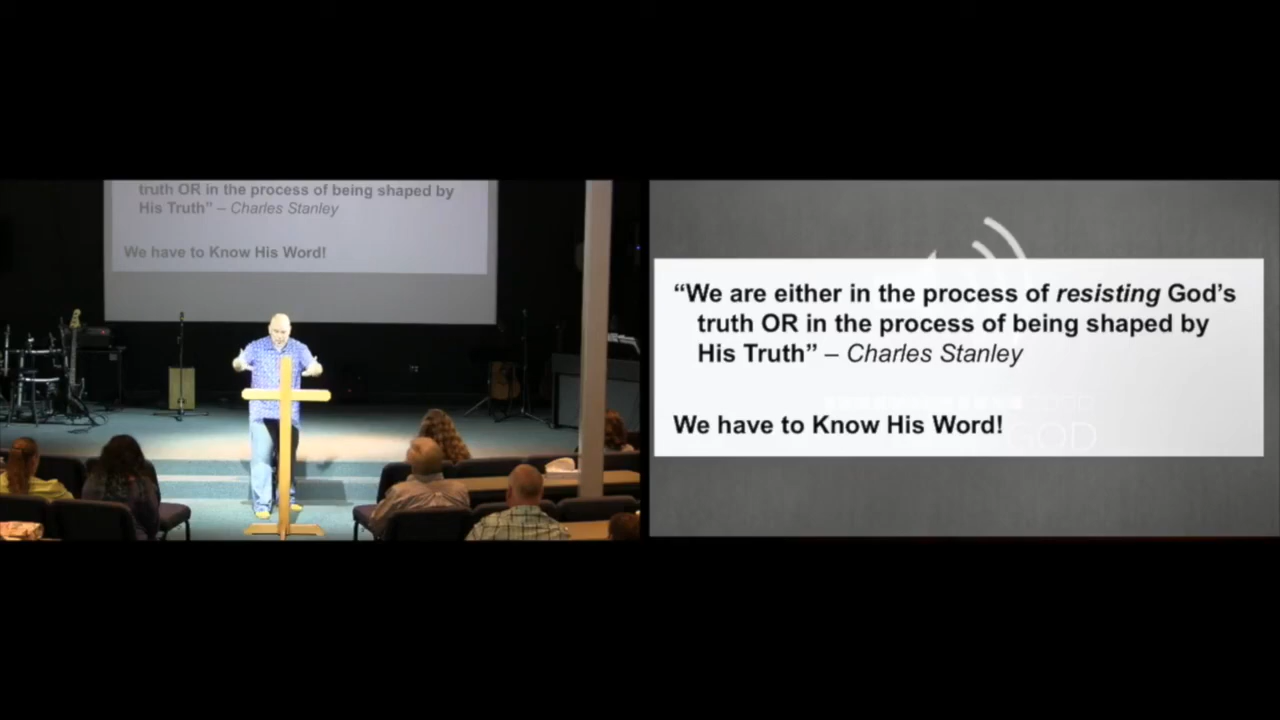 truth OR in the process of being shaped by
His Truth” – Charles Stanley
We have to Know His Word!
“We are either in the process of resisting God’s
truth OR in the process of being shaped by
His Truth” – Charles Stanley
We have to Know His Word!
GOD